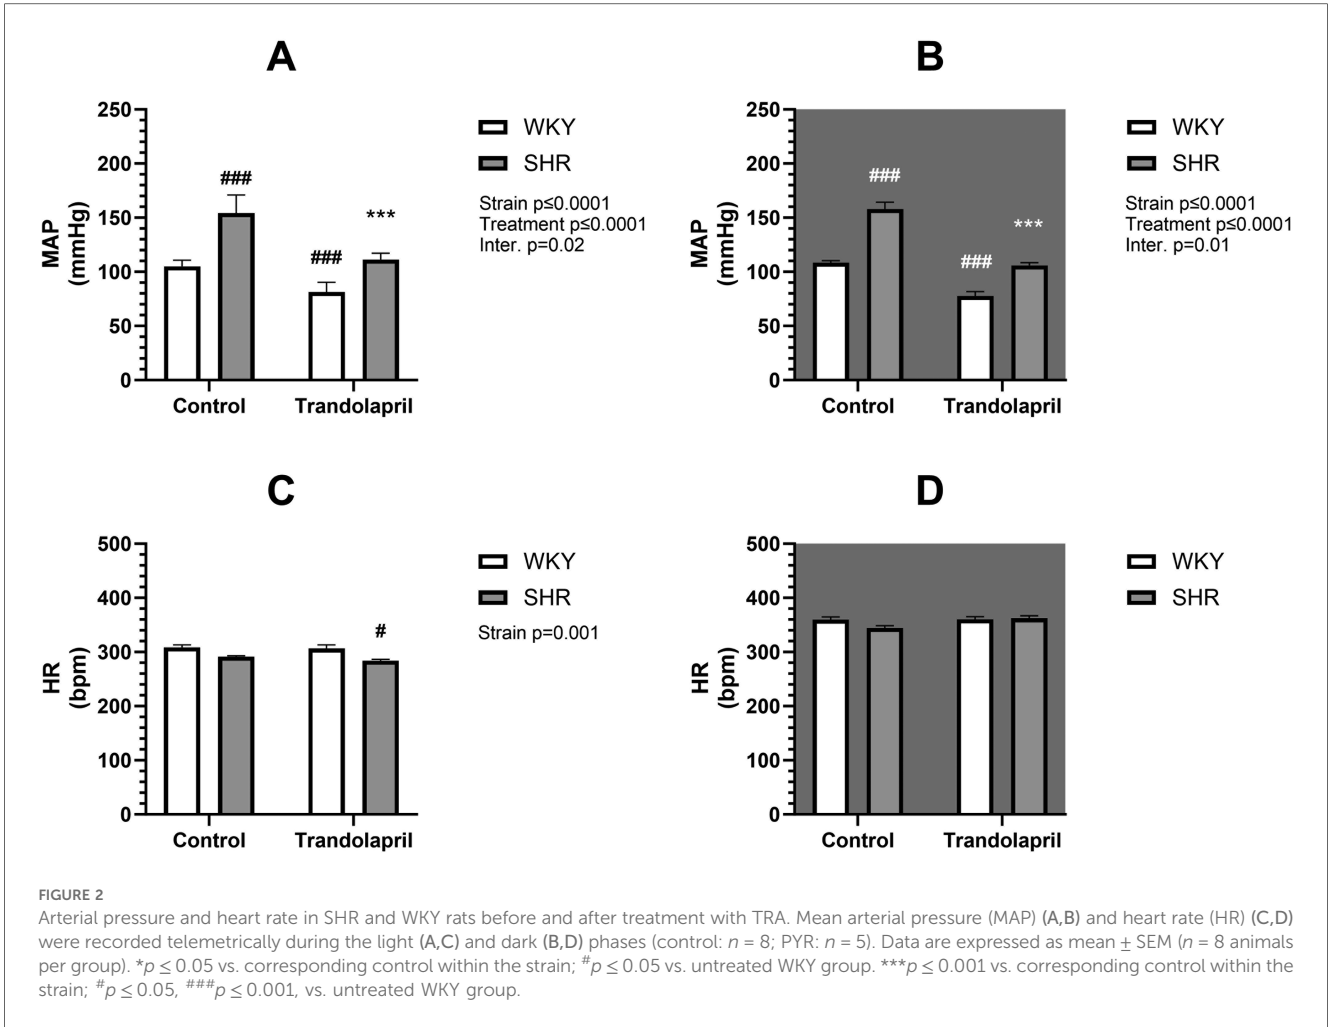 A
250
200
150
100
50
0
MAP
(mmHg)
###
###
***
Control
Trandolapril
WKY
SHR
Strain p≤0.0001
Treatment p≤0.0001
Inter. p=0.02
B
250
200
150
100
50
0
MAP
(mmHg)
###
###
***
Control
Trandolapril
WKY
SHR
Strain p≤0.0001
Treatment p≤0.0001
Inter. p=0.01
C
500
400
300
200
100
0
HR
(bpm)
#
Control
Trandolapril
WKY
SHR
Strain p=0.001
D
500
400
300
200
100
0
HR
(bpm)
Control
Trandolapril
WKY
SHR
FIGURE 2
Arterial pressure and heart rate in SHR and WKY rats before and after treatment with TRA. Mean arterial pressure (MAP) (A,B) and heart rate (HR) (C,D)
were recorded telemetrically during the light (A,C) and dark (B,D) phases (control: n = 8; PYR: n = 5). Data are expressed as mean ± SEM (n = 8 animals
per group). *p ≤ 0.05 vs. corresponding control within the strain; #p ≤ 0.05 vs. untreated WKY group. ***p ≤ 0.001 vs. corresponding control within the
strain; #p ≤ 0.05, ###p ≤ 0.001, vs. untreated WKY group.